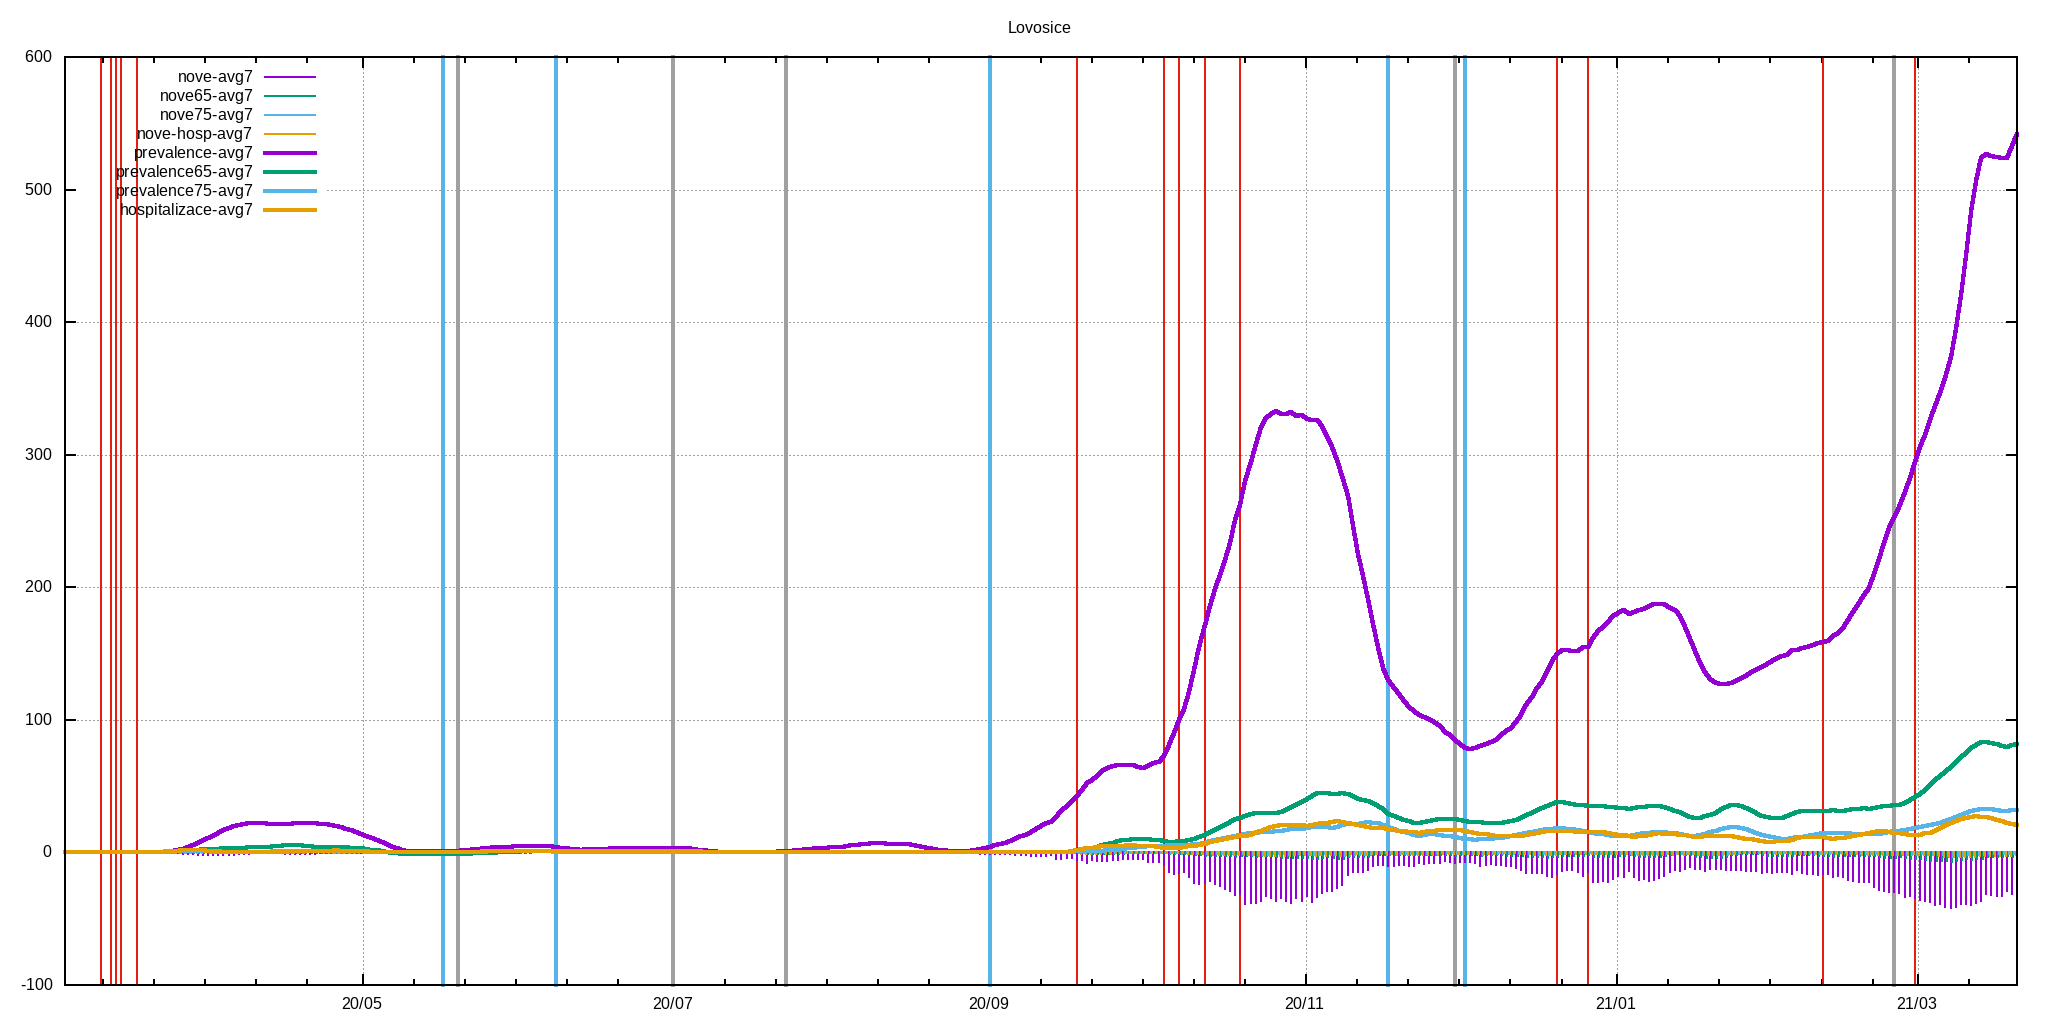 Lovosice
600
500
400
300
200
100
0
-100
nove-avg7
nove65-avg7
nove75-avg7
nove-hosp-avg7
prevalence-avg7
prevalence65-avg7
prevalence75-avg7
hospitalizace-avg7
20/05 20/07 20/09 20/11 21/01 21/03